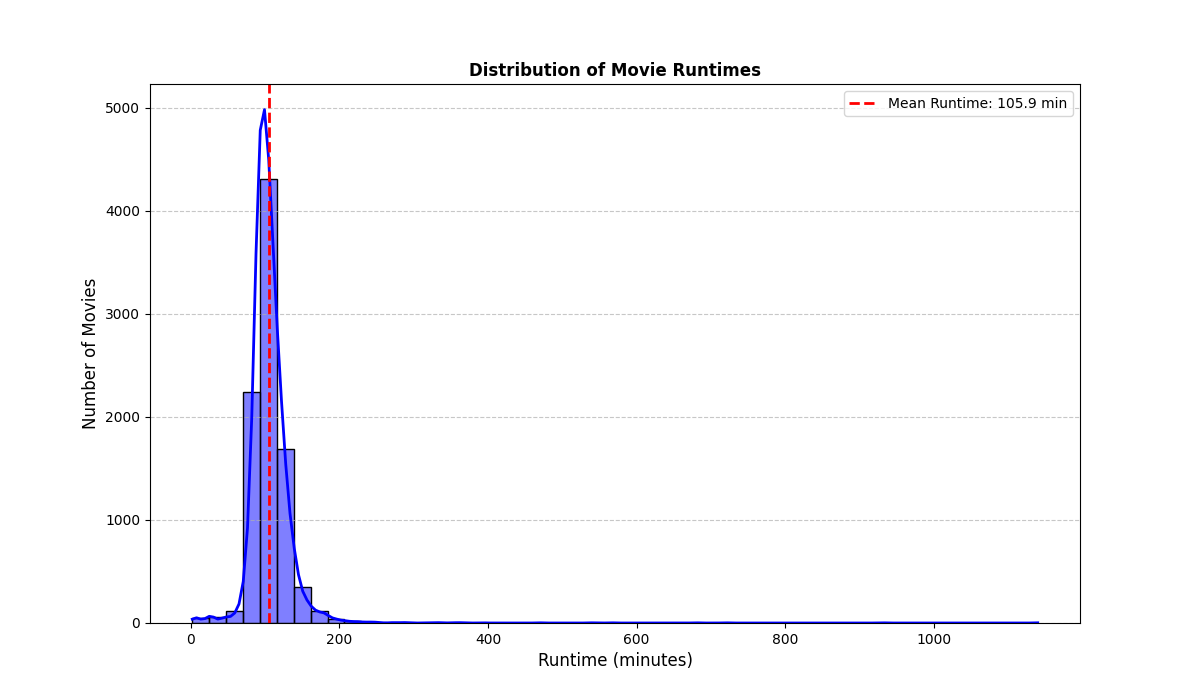 Distribution of Movie Runtimes
Mean Runtime: 105.9 min
Number of Movies
5000
4000
3000
2000
1000
0
0 200 400 600 800 1000
Runtime (minutes)